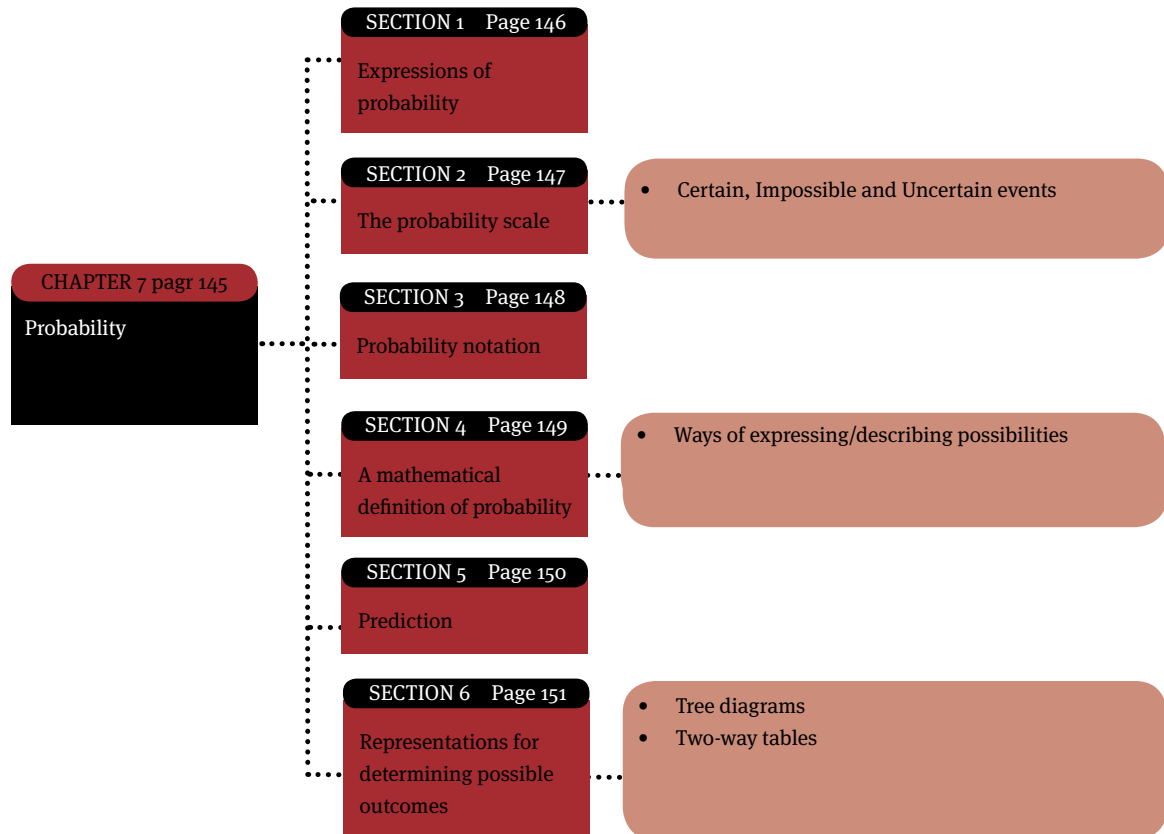 CHAPTER 7 pagr 145
Probability
SECTION 1 Page 146
Expressions of
probability
SECTION 2 Page 147
The probability scale
• Certain, Impossible and Uncertain events
SECTION 3 Page 148
Probability notation
SECTION 4 Page 149
A mathematical
definition of probability
• Ways of expressing/describing possibilities
SECTION 5 Page 150
Prediction
SECTION 6 Page 151
Representations for
determining possible
outcomes
• Tree diagrams
• Two-way tables